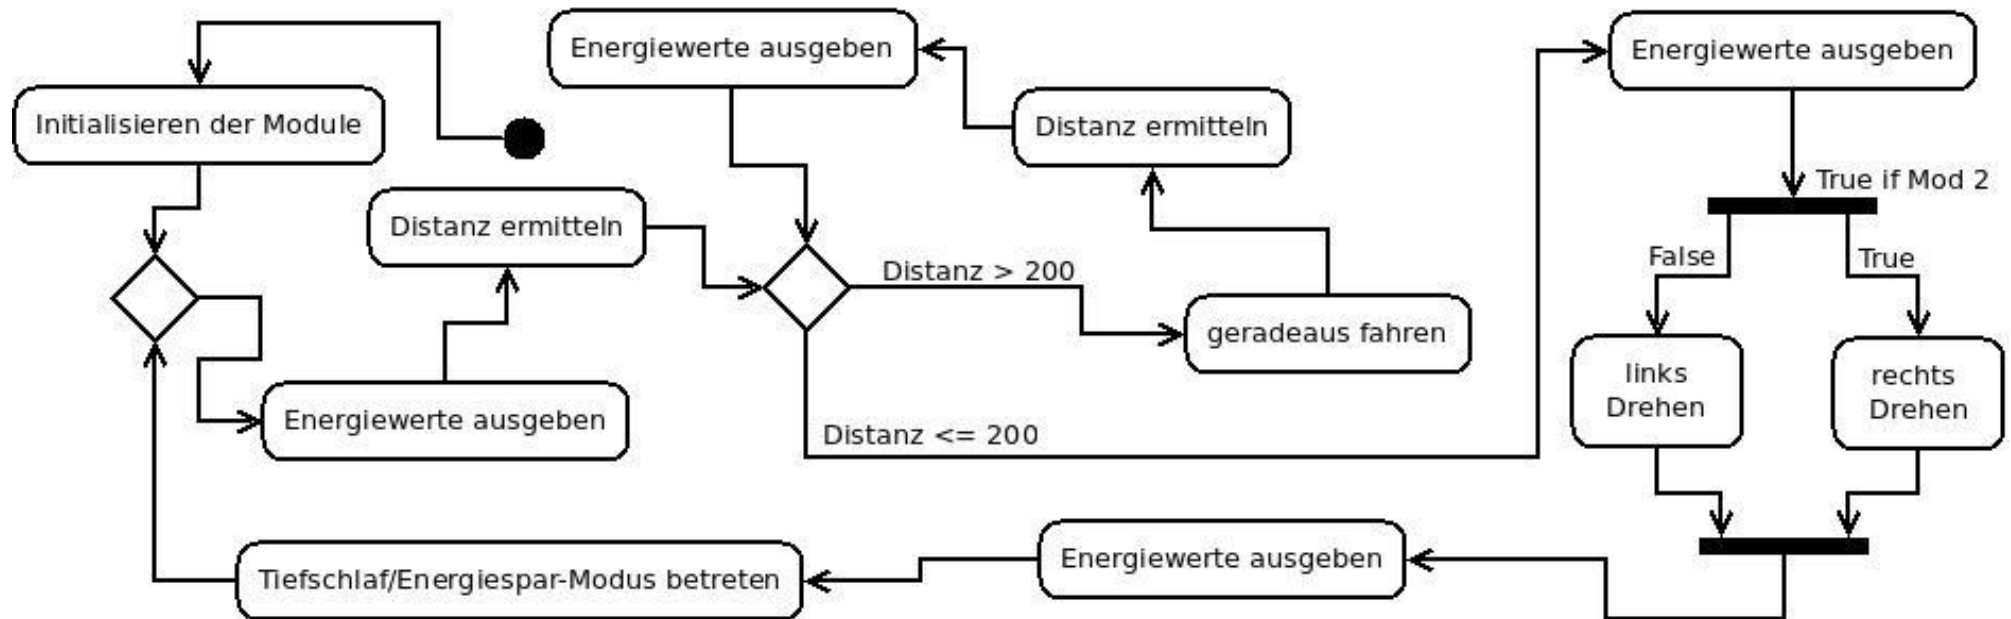 Energiewerte ausgeben
Energiewerte ausgeben
Initialisieren der Module
Distanz ermitteln
True if Mod 2
Distanz ermitteln
False
True
Distanz > 200
geradeaus fahren
links
Drehen
rechts
Drehen
Energiewerte ausgeben
Distanz <= 200
Energiewerte ausgeben
Tiefschlaf/Energiespar-Modus betreten